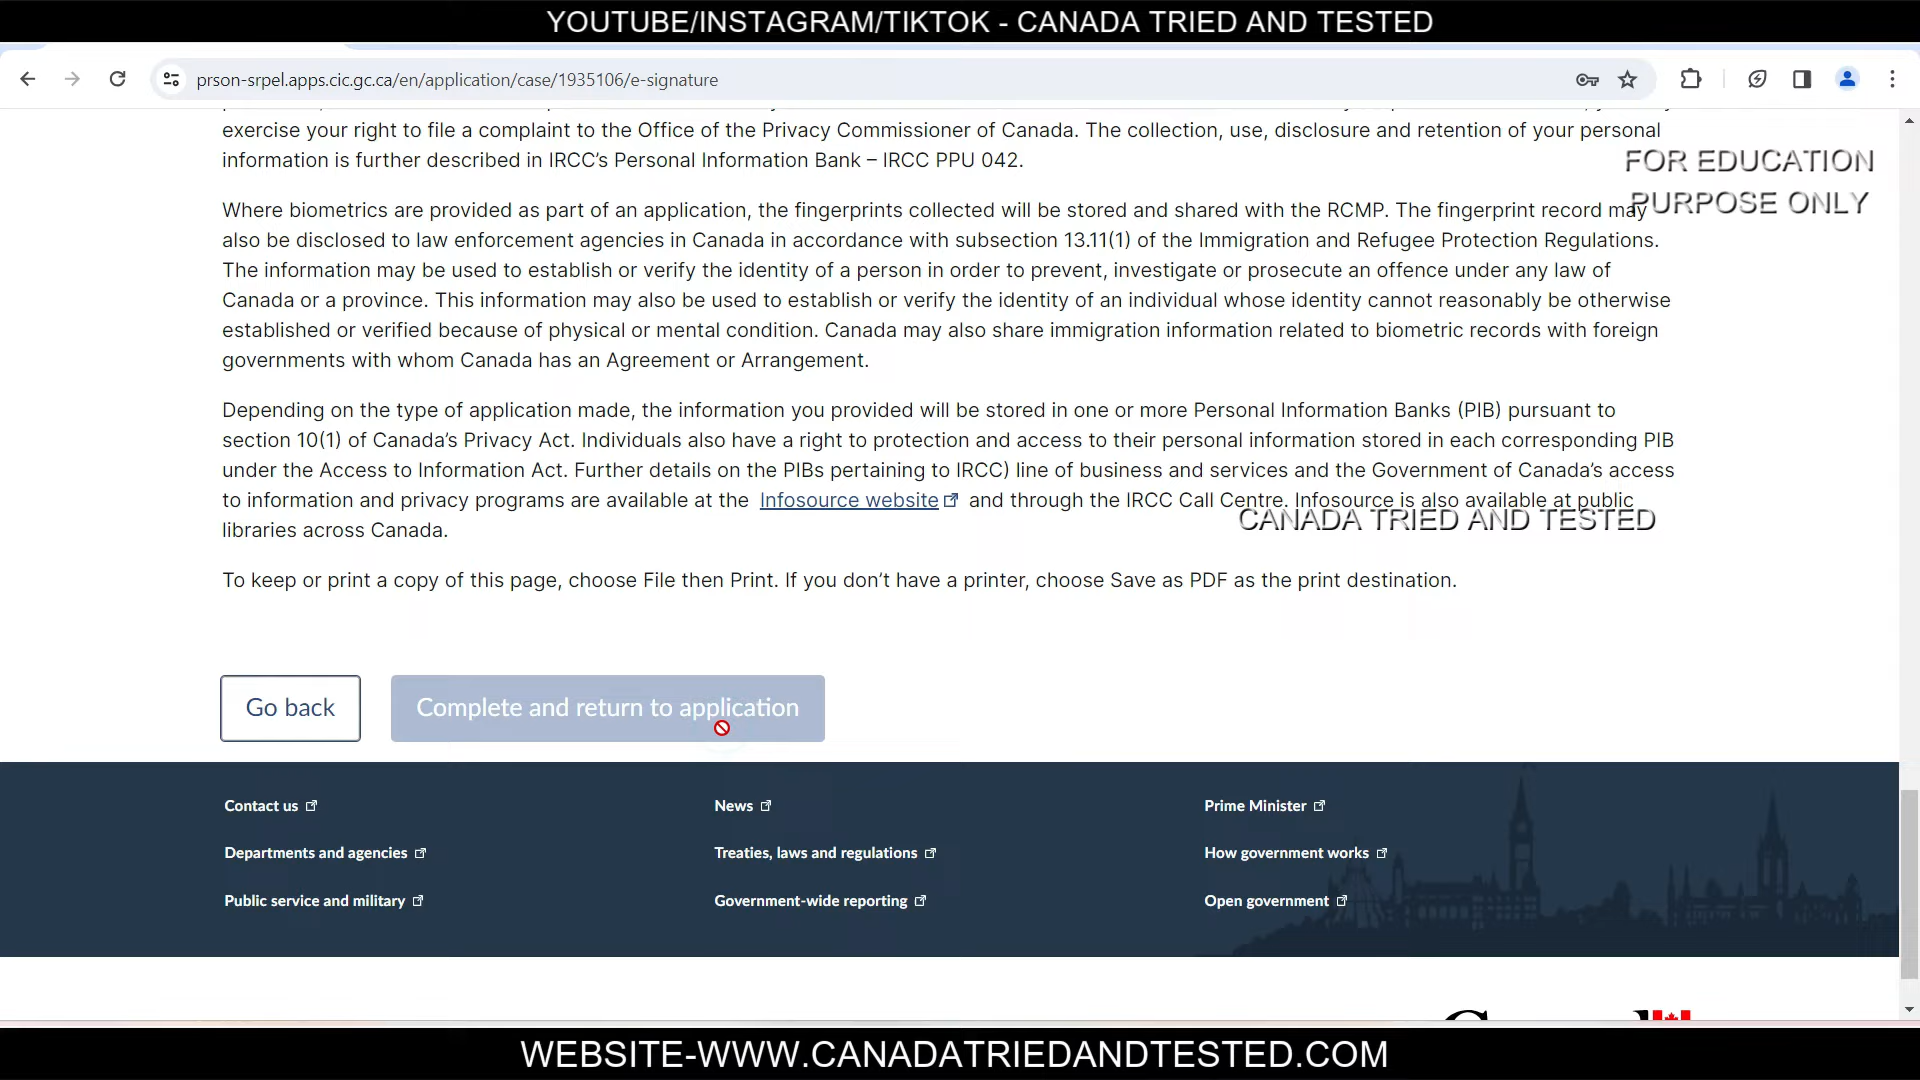 YOUTUBE/INSTAGRAM/TIKTOK - CANADA TRIED AND TESTED
prson-srpel.apps.cic.gc.ca/en/application/case/1935106/e-signature
exercise your right to file a complaint to the Office of the Privacy Commissioner of Canada. The collection, use, disclosure and retention of your personal
information is further described in IRCC’s Personal Information Bank – IRCC PPU 042.
FOR EDUCATION
PURPOSE ONLY
Where biometrics are provided as part of an application, the fingerprints collected will be stored and shared with the RCMP. The fingerprint record may
also be disclosed to law enforcement agencies in Canada in accordance with subsection 13.11(1) of the Immigration and Refugee Protection Regulations.
The information may be used to establish or verify the identity of a person in order to prevent, investigate or prosecute an offence under any law of
Canada or a province. This information may also be used to establish or verify the identity of an individual whose identity cannot reasonably be otherwise
established or verified because of physical or mental condition. Canada may also share immigration information related to biometric records with foreign
governments with whom Canada has an Agreement or Arrangement.
Depending on the type of application made, the information you provided will be stored in one or more Personal Information Banks (PIB) pursuant to
section 10(1) of Canada’s Privacy Act. Individuals also have a right to protection and access to their personal information stored in each corresponding PIB
under the Access to Information Act. Further details on the PIBs pertaining to IRCC) line of business and services and the Government of Canada’s access
to information and privacy programs are available at the Infosource website and through the IRCC Call Centre. Infosource is also available at public
libraries across Canada.
CANADA TRIED AND TESTED
To keep or print a copy of this page, choose File then Print. If you don’t have a printer, choose Save as PDF as the print destination.
Go back
Complete and return to application
Contact us
News
Prime Minister
Departments and agencies
Treaties, laws and regulations
How government works
Public service and military
Government-wide reporting
Open government
WEBSITE-WWW.CANADATRIEDANDTESTED.COM